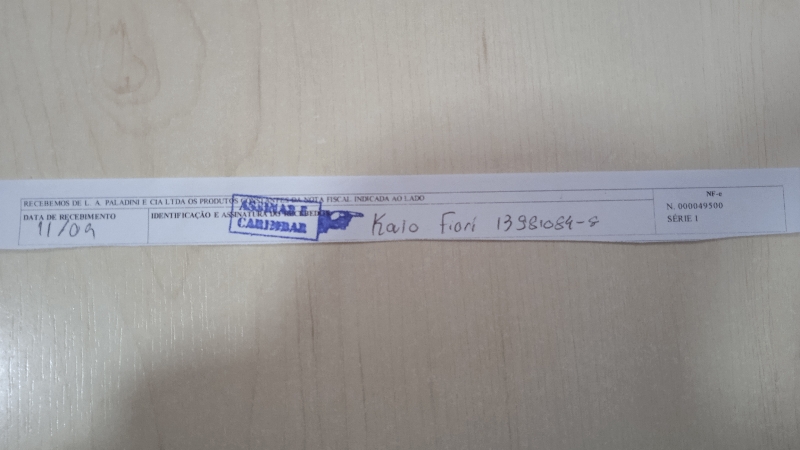 RECEBEMOS DE L. A. PALADINI E CIA LTDA OS PRODUTOS CONSTANTES DA NOTA FISCAL INDICADA AO LADO
DATA DE RECEBIMENTO
11/09
IDENTIFICAÇÃO E ASSINATURA DO RECEBEDOR
ASSINAR E
CARIMBAR
Kalo Fiori 13981084-8
NF-e
N. 000049500
SÉRIE 1